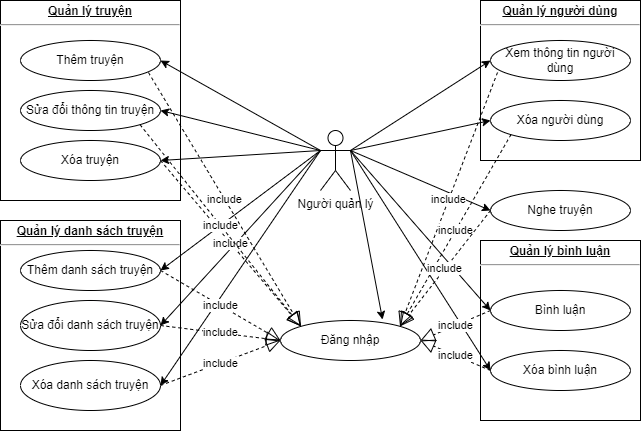 Quản lý truyện
Thêm truyện
Sửa đổi thông tin truyện
Xóa truyện
Quản lý danh sách truyện
Thêm danh sách truyện
Sửa đổi danh sách truyện
Xóa danh sách truyện
Người quản lý
include
include
include
include
include
include
Đăng nhập
Quản lý người dùng
Xem thông tin người
dùng
Xóa người dùng
Nghe truyện
Quản lý bình luận
Bình luận
Xóa bình luận
include
include
include
include
include